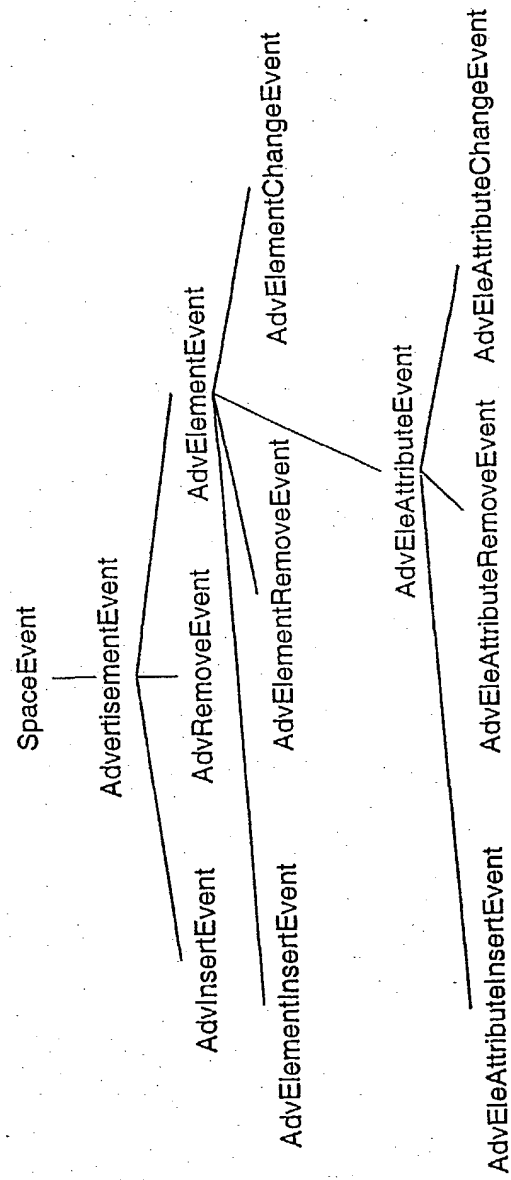 SpaceEvent
AdvertisementEvent
AdvInsertEvent
AdvRemoveEvent
AdvElementEvent
AdvElementInsertEvent
AdvElementRemoveEvent
AdvElementChangeEvent
AdvEleAttributeEvent
AdvEleAttributeInsertEvent
AdvEleAttributeRemoveEvent
AdvEleAttributeChangeEvent